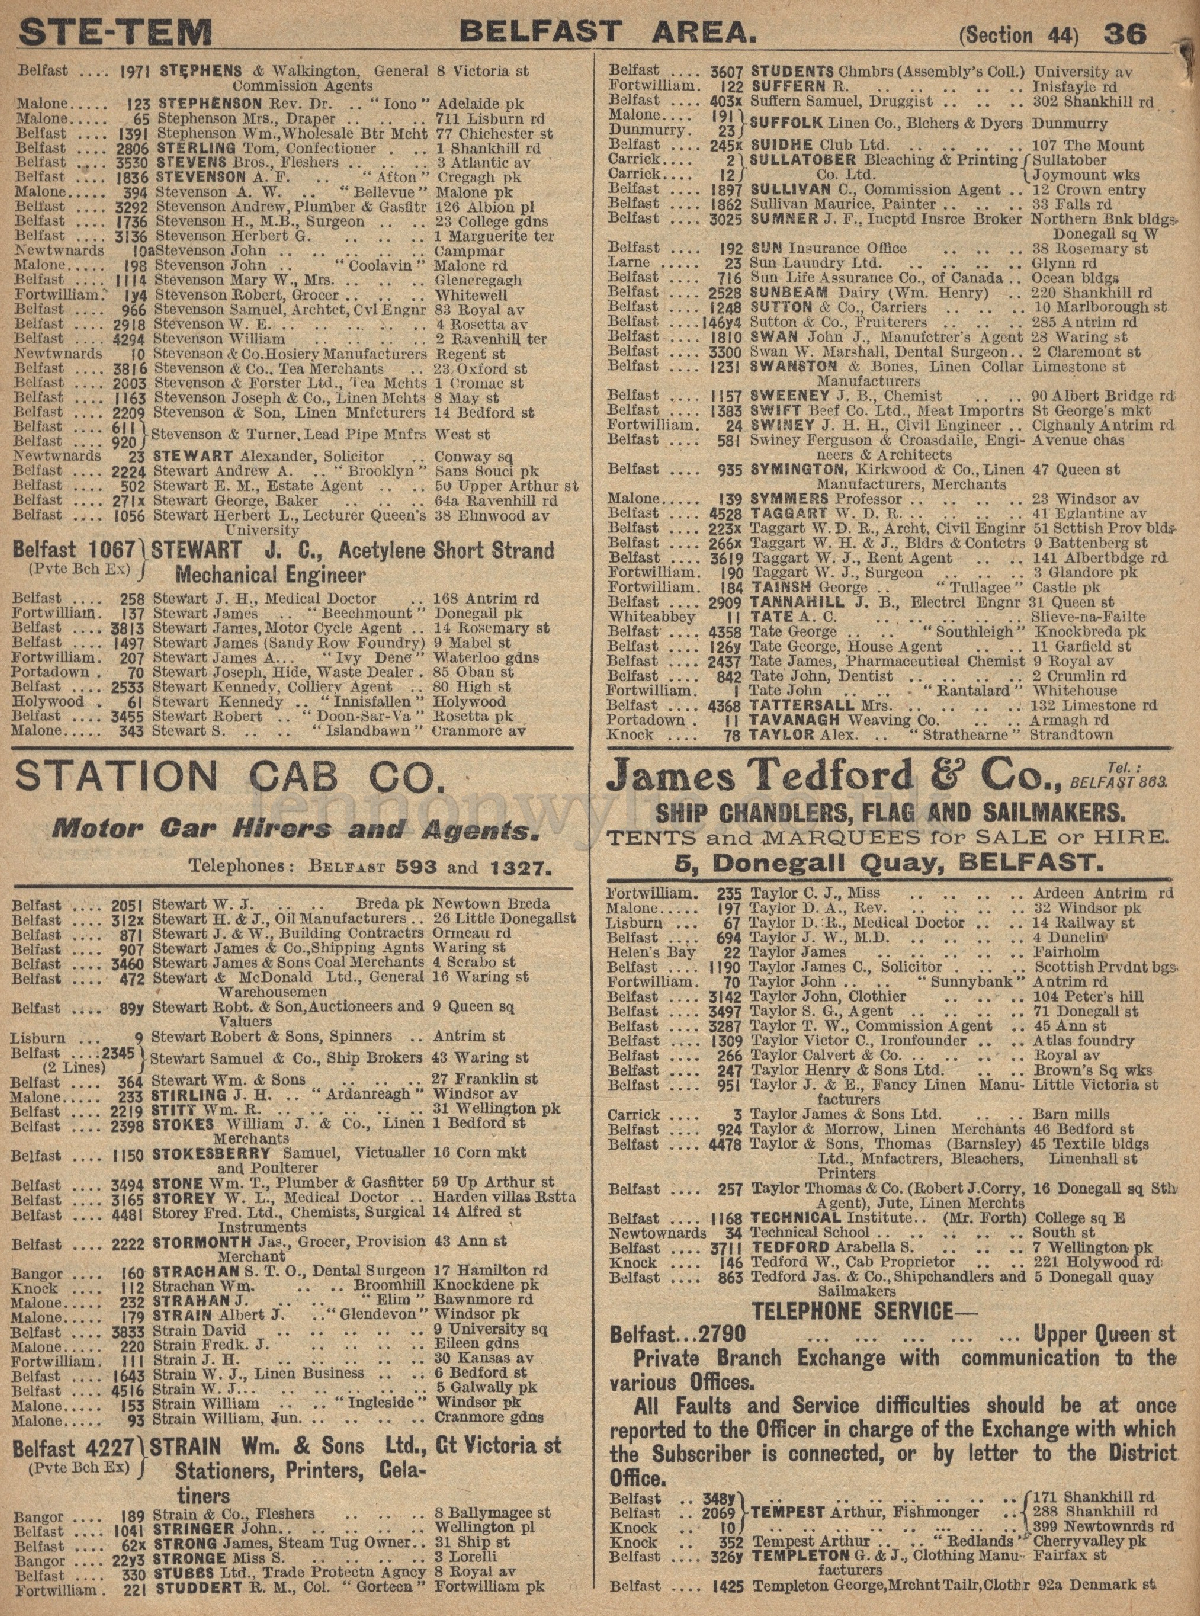 STE-TEM BELFAST AREA. (Section 44) 36
Belfast .... 1971 STEPHENS & Walkington, General 8 Victoria st
Commission Agents
Malone..... 123 STEPHENSON Rev. Dr. .. "Iono" Adelaide pk
Malone..... 65 Stephenson Mrs., Draper .. .. .. 711 Lisburn rd
Belfast .... 1391 Stephenson Wm.,Wholesale Btr Mcht 77 Chichester st
Belfast .... 2806 STERLING Tom, Confectioner .. .. 1 Shankhill rd
Belfast .... 3530 STEVENS Bros., Fleshers .. .. .. 3 Atlantic av
Belfast .... 1836 STEVENSON A. F. .. "Afton" Cregagh pk
Malone..... 394 Stevenson A. W. .. "Bellevue" Malone pk
Belfast .... 3292 Stevenson Andrew, Plumber & Gasfitr 126 Albion pl
Belfast .... 1736 Stevenson H., M.B., Surgeon .. .. 23 College gdns
Belfast .... 3136 Stevenson Herbert G. .. .. .. 1 Marguerite ter
Newtwnards 10a Stevenson John .. .. .. .. Campmar
Malone..... 198 Stevenson John .. "Coolavin" Malone rd
Belfast .... 1114 Stevenson Mary W., Mrs. .. .. .. Glencregagh
Fortwilliam. 1y4 Stevenson Robert, Grocer .. .. .. Whitewell
Belfast .... 966 Stevenson Samuel, Archtet, Cvl Engnr 83 Royal av
Belfast .... 2918 Stevenson W. E. .. .. .. .. .. 4 Rosetta av
Belfast .... 4294 Stevenson William .. .. .. .. 2 Ravenhill ter
Newtwnards 10 Stevenson & Co.Hosiery Manufacturers Regent st
Belfast .... 3816 Stevenson & Co., Tea Merchants .. 23 Oxford st
Belfast .... 2003 Stevenson & Forster Ltd., Tea Mchts 1 Cromac st
Belfast .... 1163 Stevenson Joseph & Co., Linen Mchts 8 May st
Belfast .... 2209 Stevenson & Son, Linen Mnfcturers 14 Bedford st
Belfast .... 611
Belfast .... 920 } Stevenson & Turner, Lead Pipe Mnfrs West st
Newtwnards 23 STEWART Alexander, Solicitor .. Conway sq
Belfast .... 2224 Stewart Andrew A. .. "Brooklyn" Sans Souci pk
Belfast .... 502 Stewart E. M., Estate Agent .. .. 50 Upper Arthur st
Belfast .... 271x Stewart George, Baker .. .. .. 64a Ravenhill rd
Belfast .... 1056 Stewart Herbert L., Lecturer Queen's 38 Elmwood av
University
Belfast 1067 } STEWART J. C., Acetylene Short Strand
(Pvte Bch Ex) Mechanical Engineer
Belfast .. .. 258 Stewart J. H., Medical Doctor .. 168 Antrim rd
Fortwilliam. 137 Stewart James .. "Beechmount" Donegall pk
Belfast .... 3813 Stewart James, Motor Cycle Agent .. 14 Rosemary st
Belfast .... 1497 Stewart James (Sandy Row Foundry) 9 Mabel st
Fortwilliam. 207 Stewart James A... "Ivy Dene" Waterloo gdns
Portadown . 70 Stewart Joseph, Hide, Waste Dealer . 85 Oban st
Belfast .... 2533 Stewart Kennedy, Colliery Agent .. 80 High st
Holywood . 61 Stewart Kennedy .. "Innisfallen" Holywood
Belfast .... 3455 Stewart Robert .. "Doon-Sar-Va" Rosetta pk
Malone..... 343 Stewart S. .. .. "Islandbawn" Cranmore av
STATION CAB CO.
Motor Car Hirers and Agents.
Telephones: BELFAST 593 and 1327.
Belfast .... 2051 Stewart W. J. .. .. Breda pk Newtown Breda
Belfast .... 312x Stewart H. & J., Oil Manufacturers .. 26 Little Donegallst
Belfast .... 871 Stewart J. & W., Building Contractrs Ormeau rd
Belfast .... 907 Stewart James & Co.,Shipping Agnts Waring st
Belfast .... 3460 Stewart James & Sons Coal Merchants 4 Scrabo st
Belfast .... 472 Stewart & McDonald Ltd., General 16 Waring st
Warehousemen
Belfast .... 89y Stewart Robt. & Son,Auctioneers and 9 Queen sq
Valuers
Lisburn ... 9 Stewart Robert & Sons, Spinners .. Antrim st
Belfast .... 2345 } Stewart Samuel & Co., Ship Brokers 43 Waring st
(2 Lines)
Belfast .... 364 Stewart Wm. & Sons .. .. .. 27 Franklin st
Malone..... 233 STIRLING J. H. .. "Ardanreagh" Windsor av
Belfast .... 2219 STITT Wm. R. .. .. .. .. .. 31 Wellington pk
Belfast .... 2398 STOKES William J. & Co., Linen 1 Bedford st
Merchants
Belfast .... 1150 STOKESBERRY Samuel, Victualler 16 Corn mkt
and Poulterer
Belfast .... 3494 STONE Wm. T., Plumber & Gasfitter 59 Up Arthur st
Belfast .... 3165 STOREY W. L., Medical Doctor .. Harden villas Rstta
Belfast .... 4481 Storey Fred. Ltd., Chemists, Surgical 14 Alfred st
Instruments
Belfast .... 2222 STORMONTH Jas., Grocer, Provision 43 Ann st
Merchant
Bangor .... 160 STRACHAN S. T. O., Dental Surgeon 17 Hamilton rd
Knock .... 112 Strachan Wm. .. .. Broomhill Knockdene pk
Malone..... 232 STRAHAN J. .. .. .. "Elim" Bawnmore rd
Malone..... 179 STRAIN Albert J. .. "Glendevon" Windsor pk
Belfast .... 3833 Strain David .. .. .. .. .. 9 University sq
Malone..... 220 Strain Fredk. J. .. .. .. .. Eileen gdns
Fortwilliam. 111 Strain J. H. .. .. .. .. .. 30 Kansas av
Belfast .... 1643 Strain W. J., Linen Business .. .. 6 Bedford st
Belfast .... 4516 Strain W. J... .. .. .. .. .. 5 Galwally pk
Malone..... 153 Strain William .. .. "Ingleside" Windsor pk
Malone..... 93 Strain William, Jun. .. .. .. .. Cranmore gdns
Belfast 4227 } STRAIN Wm. & Sons Ltd., Gt Victoria st
(Pvte Bch Ex) Stationers, Printers, Gela-
tiners
Bangor .... 189 Strain & Co., Fleshers .. .. .. 8 Ballymagee st
Belfast .... 1041 STRINGER John.. .. .. .. .. Wellington pl
Belfast .... 62x STRONG James, Steam Tug Owner.. 31 Ship st
Bangor .... 22y3 STRONGE Miss S. .. .. .. .. 3 Lorelli
Belfast .... 330 STUBBS Ltd., Trade Protectn Agncy 8 Royal av
Fortwilliam. 221 STUDDERT R. M., Col. "Gorteen" Fortwilliam pk
Belfast .... 3607 STUDENTS Chmbrs (Assembly's Coll.) University av
Fortwilliam. 122 SUFFERN R. .. .. .. .. .. Inisfayle rd
Belfast .... 403x Suffern Samuel, Druggist .. .. .. 302 Shankhill rd
Malone.... 191
Dunmurry. 23 } SUFFOLK Linen Co., Blchers & Dyers Dunmurry
Belfast .... 245x SUIDHE Club Ltd. .. .. .. .. 107 The Mount
Carrick.... 2 } SULLATOBER Bleaching & Printing { Sullatober
Carrick.... 12 Co. Ltd. Joymount wks
Belfast .... 1897 SULLIVAN C., Commission Agent .. 12 Crown entry
Belfast .... 1862 Sullivan Maurice, Painter .. .. .. 33 Falls rd
Belfast .... 3025 SUMNER J. F., Incptd Insrce Broker Northern Bnk bldgs
Donegall sq W
Belfast .... 192 SUN Insurance Office .. .. .. 38 Rosemary st
Larne ..... 23 Sun Laundry Ltd. .. .. .. .. Glynn rd
Belfast .... 716 Sun Life Assurance Co., of Canada .. Ocean bldgs
Belfast .... 2528 SUNBEAM Dairy (Wm. Henry) .. 220 Shankhill rd
Belfast .... 1248 SUTTON & Co., Carriers .. .. .. 10 Marlborough st
Belfast ....146y4 Sutton & Co., Fruiterers .. .. .. 285 Antrim rd
Belfast .... 1810 SWAN John J., Manufctrer's Agent 28 Waring st
Belfast .... 3300 Swan W. Marshall, Dental Surgeon.. 2 Claremont st
Belfast .... 1231 SWANSTON & Bones, Linen Collar Limestone st
Manufacturers
Belfast .... 1157 SWEENEY J. B., Chemist .. .. 90 Albert Bridge rd
Belfast .... 1383 SWIFT Beef Co. Ltd., Meat Importrs St George's mkt
Fortwilliam. 24 SWINEY J. H. H., Civil Engineer .. Clghanly Antrim rd
Belfast .... 581 Swiney Ferguson & Croasdaile, Engi- Avenue chas
neers & Architects
Belfast .... 935 SYMINGTON, Kirkwood & Co., Linen 47 Queen st
Manufacturers, Merchants
Malone..... 139 SYMMERS Professor .. .. .. .. 23 Windsor av
Belfast .... 4528 TAGGART W. D. R. .. .. .. .. 41 Eglantine av
Belfast .... 223x Taggart W. D. R., Archt, Civil Enginr 51 Scttish Prov blds
Belfast .... 266x Taggart W. H. & J., Bldrs & Contctrs 9 Battenberg st
Belfast .... 3619 Taggart W. J., Rent Agent .. .. 141 Albertbdge rd
Fortwilliam. 190 Taggart W. J., Surgeon .. .. .. 3 Glandore pk
Fortwilliam. 184 TAINSH George .. .. "Tullagee" Castle pk
Belfast .... 2909 TANNAHILL J. B., Electrcl Engnr 31 Queen st
Whiteabbey 11 TATE A. C. .. .. .. .. .. Slieve-na-Failte
Belfast .... 4358 Tate George .. .. "Southleigh" Knockbreda pk
Belfast .... 126y Tate George, House Agent .. .. 11 Garfield st
Belfast .... 2437 Tate James, Pharmaceutical Chemist 9 Royal av
Belfast .... 842 Tate John, Dentist .. .. .. .. 2 Crumlin rd
Fortwilliam. 1 Tate John .. .. .. "Rantalard" Whitehouse
Belfast .... 4368 TATTERSALL Mrs. .. .. .. .. 132 Limestone rd
Portadown . 11 TAVANAGH Weaving Co. .. .. Armagh rd
Knock .... 78 TAYLOR Alex. .. "Strathearne" Strandtown
James Tedford & Co., Tel.: BELFAST 863.
SHIP CHANDLERS, FLAG AND SAILMAKERS.
TENTS and MARQUEES for SALE or HIRE.
5, Donegall Quay, BELFAST.
Fortwilliam. 235 Taylor C. J., Miss .. .. .. .. Ardeen Antrim rd
Malone..... 197 Taylor D. A., Rev. .. .. .. .. 32 Windsor pk
Lisburn .... 67 Taylor D. R., Medical Doctor .. .. 14 Railway st
Belfast .... 694 Taylor J. W., M.D. .. .. .. .. 4 Dunelin
Helen's Bay 22 Taylor James .. .. .. .. .. Fairholm
Belfast .... 1190 Taylor James C., Solicitor . .. .. Scottish Prvdnt bgs
Fortwilliam. 70 Taylor John .. .. "Sunnybank" Antrim rd
Belfast .... 3142 Taylor John, Clothier .. .. .. 104 Peter's hill
Belfast .... 3497 Taylor S. G., Agent .. .. .. .. 71 Donegall st
Belfast .... 3287 Taylor T. W., Commission Agent .. 45 Ann st
Belfast .... 1309 Taylor Victor C., Ironfounder .. .. Atlas foundry
Belfast .... 266 Taylor Calvert & Co. .. .. .. .. Royal av
Belfast .... 247 Taylor Henry & Sons Ltd. .. .. Brown's Sq wks
Belfast .... 951 Taylor J. & E., Fancy Linen Manu- Little Victoria st
facturers
Carrick .... 3 Taylor James & Sons Ltd. .. .. Barn mills
Belfast .... 924 Taylor & Morrow, Linen Merchants 46 Bedford st
Belfast .... 4478 Taylor & Sons, Thomas (Barnsley) 45 Textile bldgs
Ltd., Mnfactrers, Bleachers, Linenhall st
Printers
Belfast .... 257 Taylor Thomas & Co. (Robert J.Corry, 16 Donegall sq Sth
Agent), Jute, Linen Merchts
Belfast .... 1168 TECHNICAL Institute.. (Mr. Forth) College sq E
Newtownards 34 Technical School .. .. .. .. South st
Belfast .... 3711 TEDFORD Arabella S. .. .. .. 7 Wellington pk
Knock .... 146 Tedford W., Cab Proprietor .. .. 221 Holywood rd
Belfast .... 863 Tedford Jas. & Co., Shipchandlers and 5 Donegall quay
Sailmakers
TELEPHONE SERVICE—
Belfast...2790 ... ... ... ... ... Upper Queen st
Private Branch Exchange with communication to the
various Offices.
All Faults and Service difficulties should be at once
reported to the Officer in charge of the Exchange with which
the Subscriber is connected, or by letter to the District
Office.
Belfast .. 348y .. .. .. .. .. { 171 Shankhill rd
Belfast .. 2069 } TEMPEST Arthur, Fishmonger .. 288 Shankhill rd
Knock .. 10 .. .. .. .. .. 399 Newtownrds rd
Knock .. 352 Tempest Arthur .. .. "Redlands" Cherryvalley pk
Belfast .... 326y TEMPLETON G. & J., Clothing Manu- Fairfax st
facturers
Belfast .... 1425 Templeton George,Mrchnt Tailr,Clothr 92a Denmark st